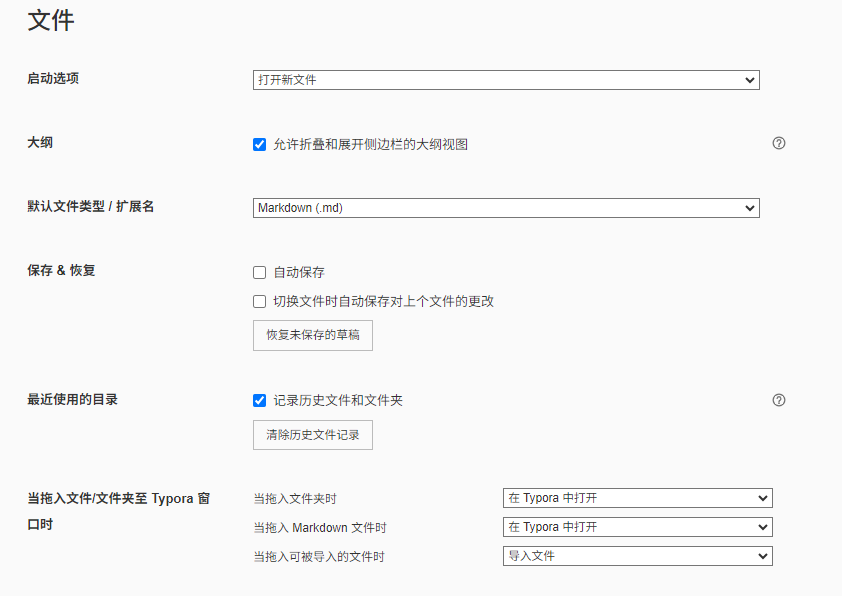 文件
启动选项
打开新文件
大纲
允许折叠和展开侧边栏的大纲视图
默认文件类型 / 扩展名
Markdown (.md)
保存 & 恢复
自动保存
切换文件时自动保存对上个文件的更改
恢复未保存的草稿
最近使用的目录
记录历史文件和文件夹
清除历史文件记录
当拖入文件/文件夹至 Typora 窗
口时
当拖入文件夹时
在 Typora 中打开
当拖入 Markdown 文件时
在 Typora 中打开
当拖入可被导入的文件时
导入文件